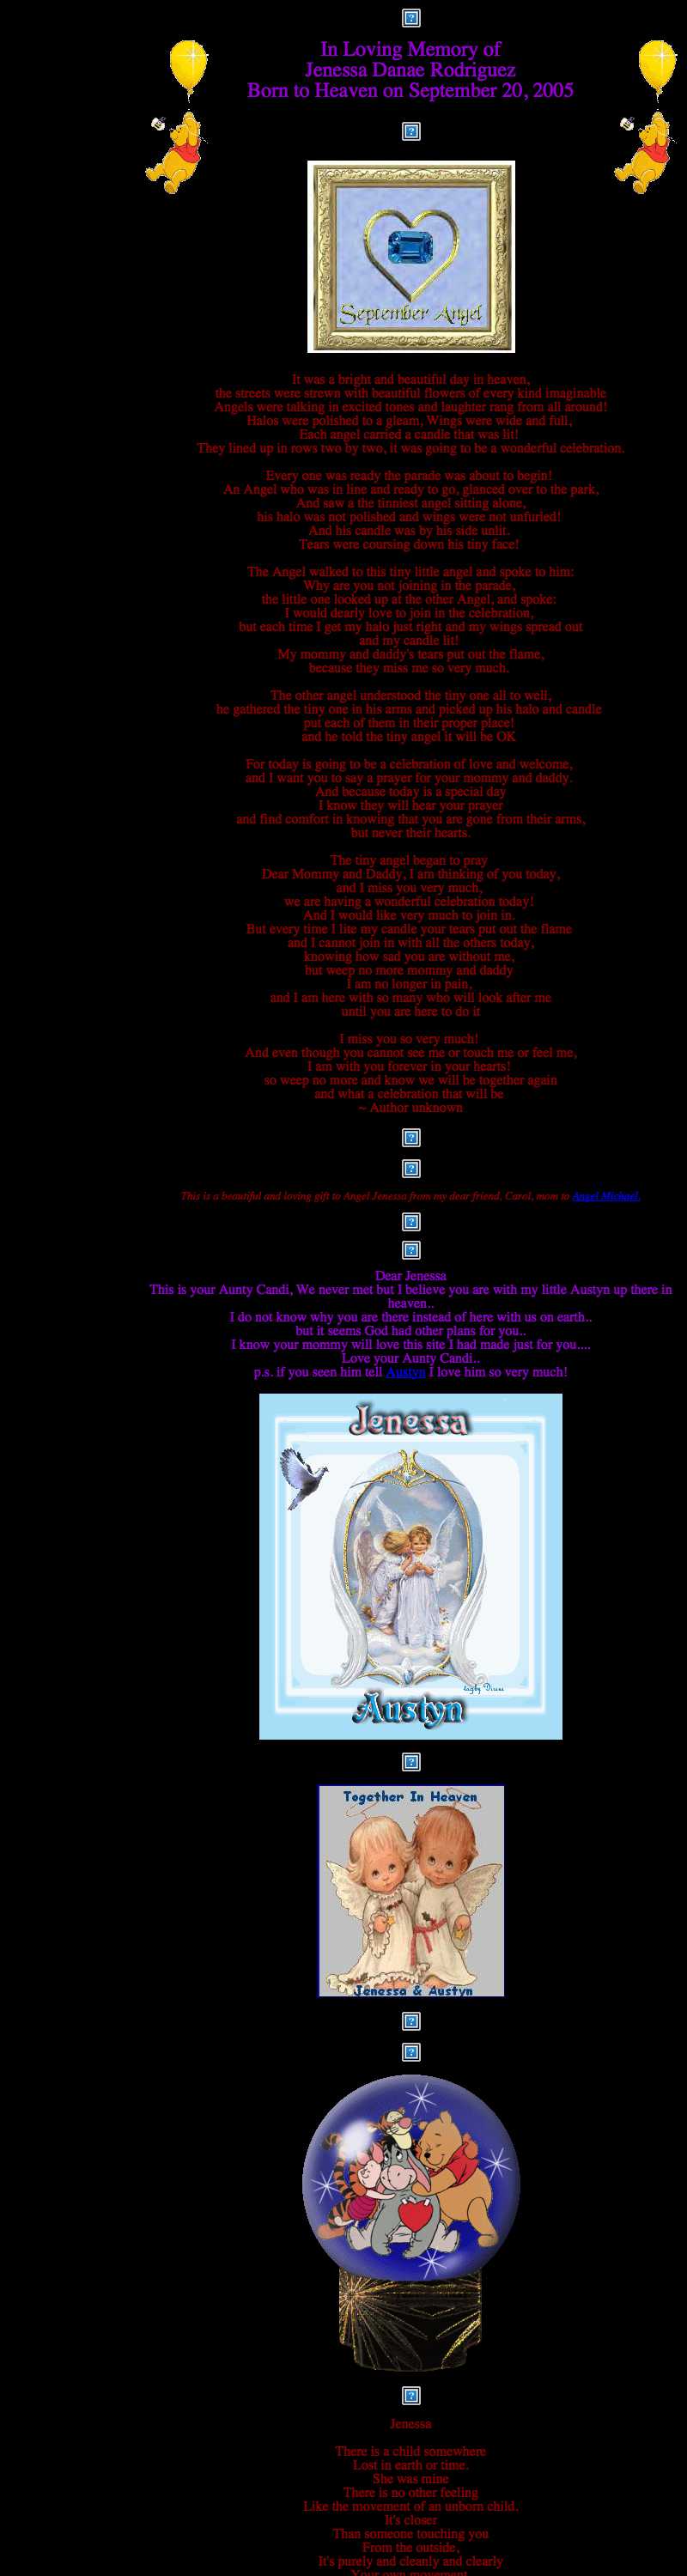 In Loving Memory of
Jenessa Danae Rodriguez
Born to Heaven on September 20, 2005
September Angel
It was a bright and beautiful day in heaven,
the streets were strewn with beautiful flowers of every kind imaginable
Angels were talking in excited tones and laughter rang from all around!
Halos were polished to a gleam, Wings were wide and full,
Each angel carried a candle that was lit!
They lined up in rows two by two, it was going to be a wonderful celebration.
Every one was ready the parade was about to begin!
An Angel who was in line and ready to go, glanced over to the park,
And saw a the tinniest angel sitting alone,
his halo was not polished and wings were not unfurled!
And his candle was by his side unlit.
Tears were coursing down his tiny face!
The Angel walked to this tiny little angel and spoke to him:
Why are you not joining in the parade,
the little one looked up at the other Angel, and spoke:
I would dearly love to join in the celebration,
but each time I get my halo just right and my wings spread out
and my candle lit!
My mommy and daddy's tears put out the flame,
because they miss me so very much.
The other angel understood the tiny one all to well,
he gathered the tiny one in his arms and picked up his halo and candle
put each of them in their proper place!
and he told the tiny angel it will be OK
For today is going to be a celebration of love and welcome,
and I want you to say a prayer for your mommy and daddy.
And because today is a special day
I know they will hear your prayer
and find comfort in knowing that you are gone from their arms,
but never their hearts.
The tiny angel began to pray
Dear Mommy and Daddy, I am thinking of you today,
and I miss you very much,
we are having a wonderful celebration today!
And I would like very much to join in.
But every time I lite my candle your tears put out the flame
and I cannot join in with all the others today,
knowing how sad you are without me,
but weep no more mommy and daddy
I am no longer in pain,
and I am here with so many who will look after me
until you are here to do it
I miss you so very much!
And even though you cannot see me or touch me or feel me,
I am with you forever in your hearts!
so weep no more and know we will be together again
and what a celebration that will be
~ Author unknown
This is a beautiful and loving gift to Angel Jenessa from my dear friend, Carol, mom to Angel Michael.
Dear Jenessa
This is your Aunty Candi, We never met but I believe you are with my little Austyn up there in
heaven..
I do not know why you are there instead of here with us on earth..
but it seems God had other plans for you..
I know your mommy will love this site I had made just for you....
Love your Aunty Candi..
p.s. if you seen him tell Austyn I love him so very much!
Jenessa
Austyn
Together In Heaven
Jenessa & Austyn
Jenessa
There is a child somewhere
Lost in earth or time.
She was mine
There is no other feeling
Like the movement of an unborn child.
It's closer
Than someone touching you
From the outside,
It's purely and cleanly and clearly
Your own movement